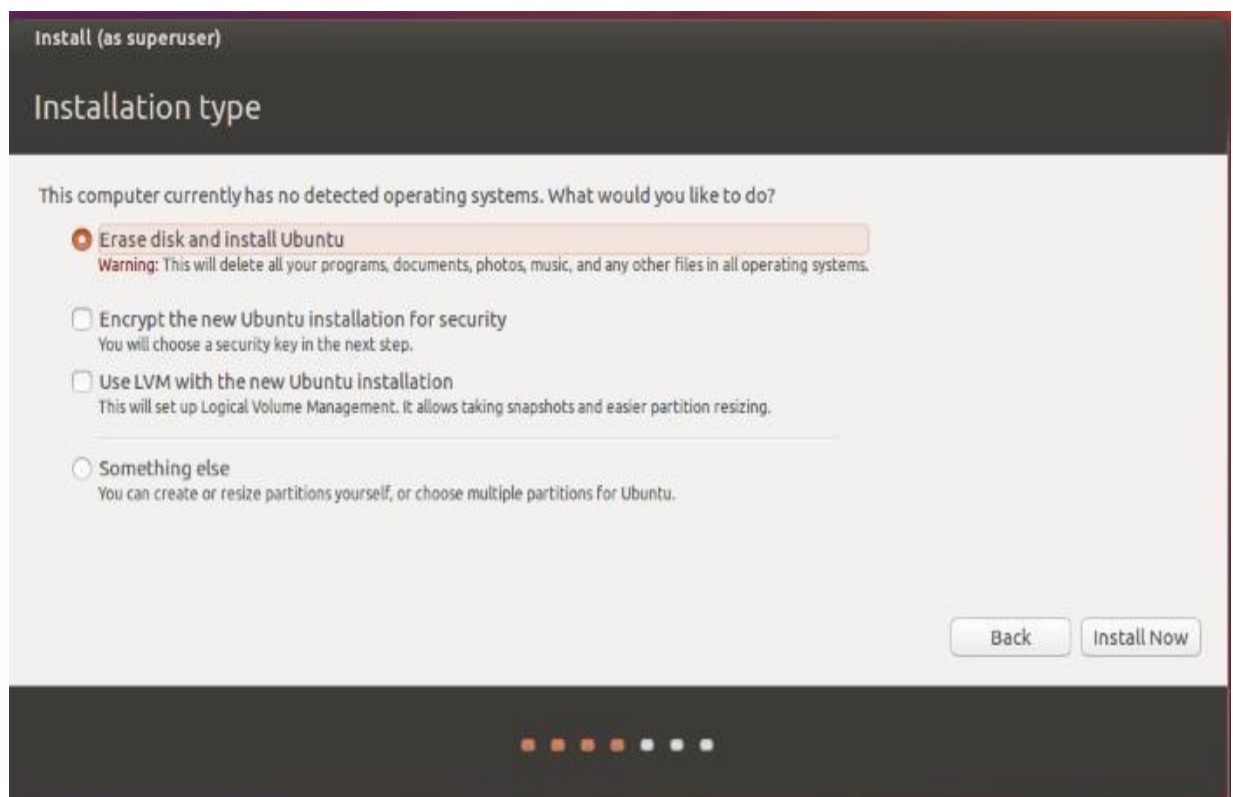 Install (as superuser)
Installation type
This computer currently has no detected operating systems. What would you like to do?
Erase disk and install Ubuntu
Warning: This will delete all your programs, documents, photos, music, and any other files in all operating systems.
Encrypt the new Ubuntu installation for security
You will choose a security key in the next step.
Use LVM with the new Ubuntu installation
This will set up Logical Volume Management. It allows taking snapshots and easier partition resizing.
Something else
You can create or resize partitions yourself, or choose multiple partitions for Ubuntu.
Back Install Now